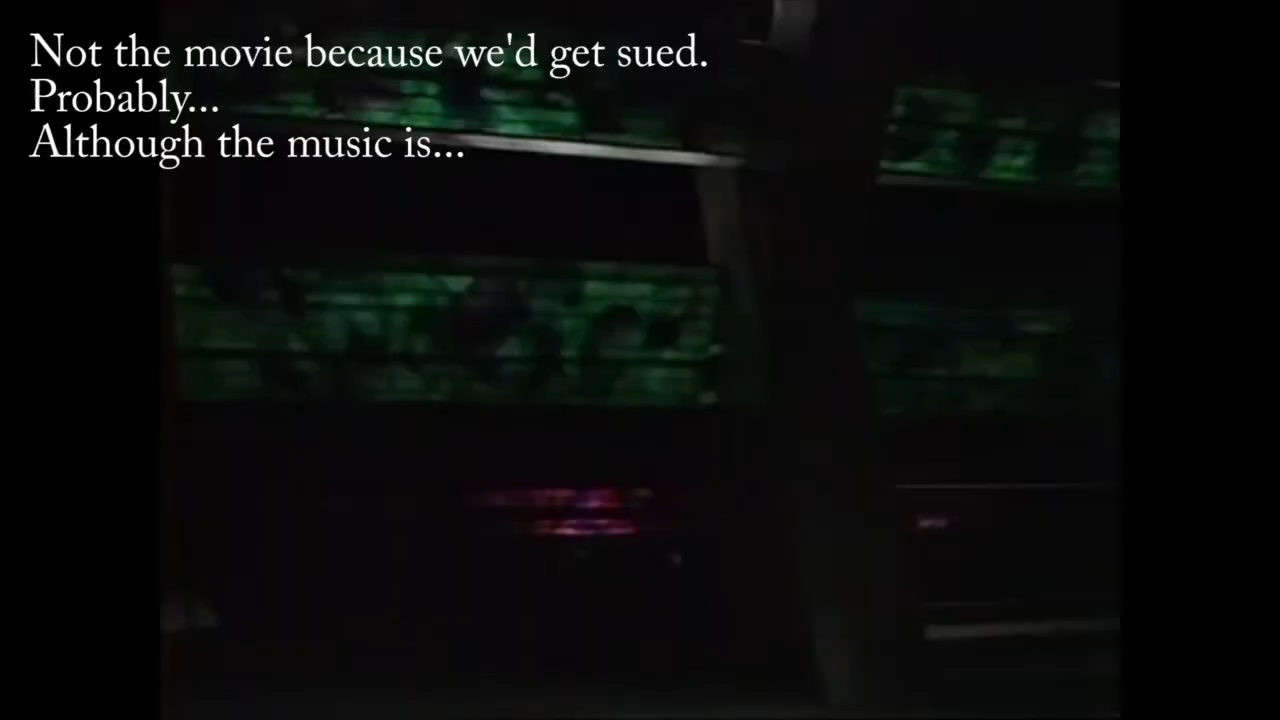 Not the movie because we'd get sued.
Probably...
Although the music is...